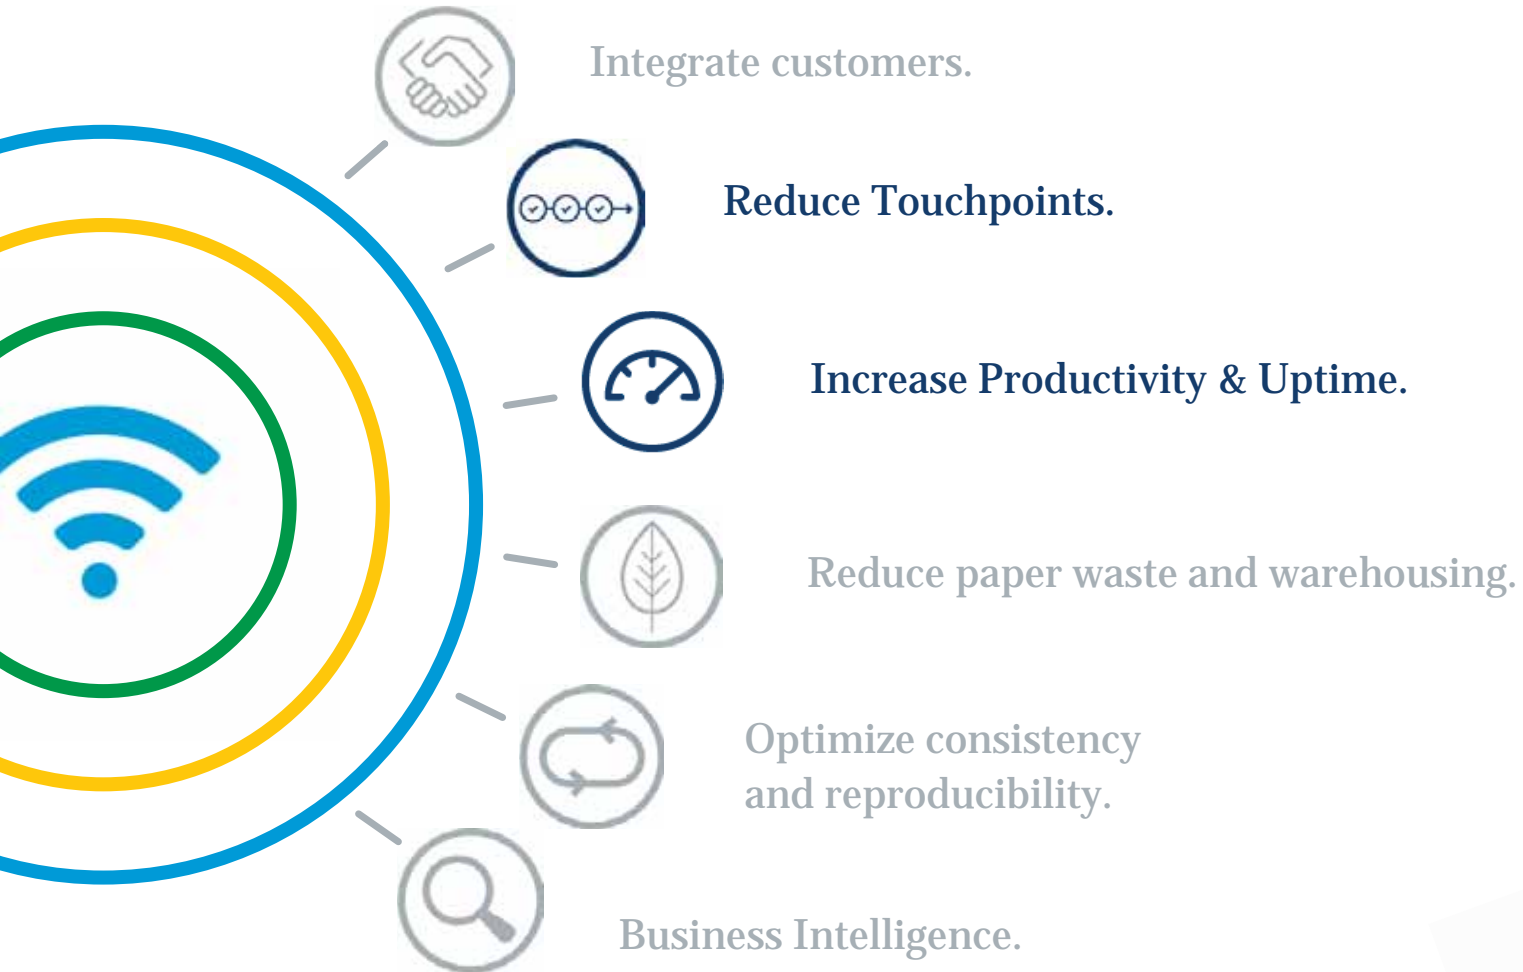 Integrate customers.
Reduce Touchpoints.
Increase Productivity & Uptime.
Reduce paper waste and warehousing.
Optimize consistency
and reproducibility.
Business Intelligence.